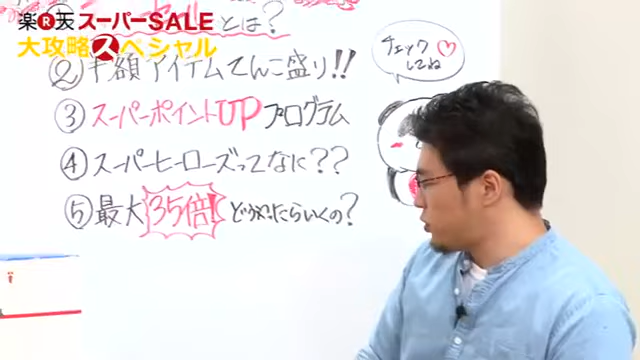 楽R天スーパーSALE
大攻略スペシャル
セールとは?
②半額アイテムてんこ盛り!!
チェック♡
してね
③スーパーポイントUPプログラム
④スーパーヒーローズってなに??
⑤最大35倍!どうやったらいくの?